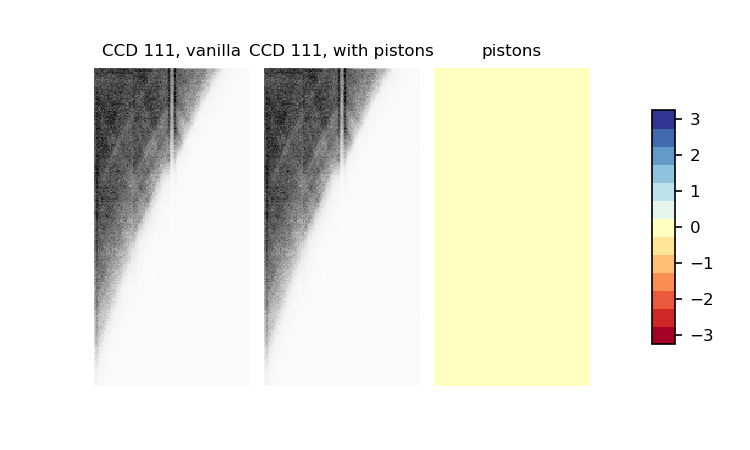 CCD 111, vanilla
CCD 111, with pistons
pistons
3
2
1
0
−1
−2
−3